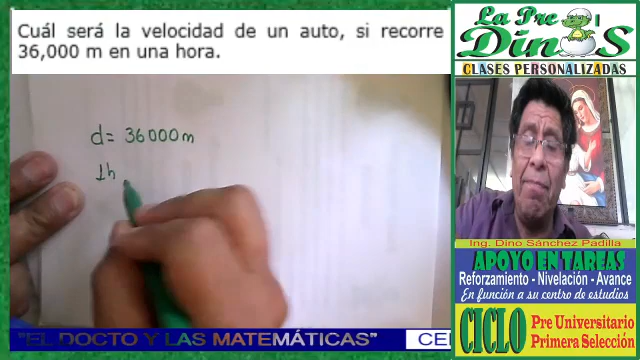 Cuál será la velocidad de un auto, si recorre
36,000 m en una hora.
d= 36000m
1h
La Pre
DinoS
CLASES PERSONALIZADAS
Ing. Dino Sánchez Padilla
APOYO EN TAREAS
Reforzamiento - Nivelación - Avance
En función a su centro de estudios
CICLO Pre Universitario
Primera Selección
"EL DOCTO Y LAS MATEMÁTICAS" CE